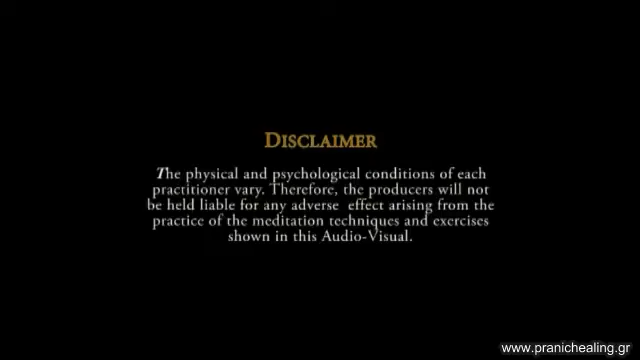 DISCLAIMER
The physical and psychological conditions of each
practitioner vary. Therefore, the producers will not
be held liable for any adverse effect arising from the
practice of the meditation techniques and exercises
shown in this Audio-Visual.
www.pranichealing.gr